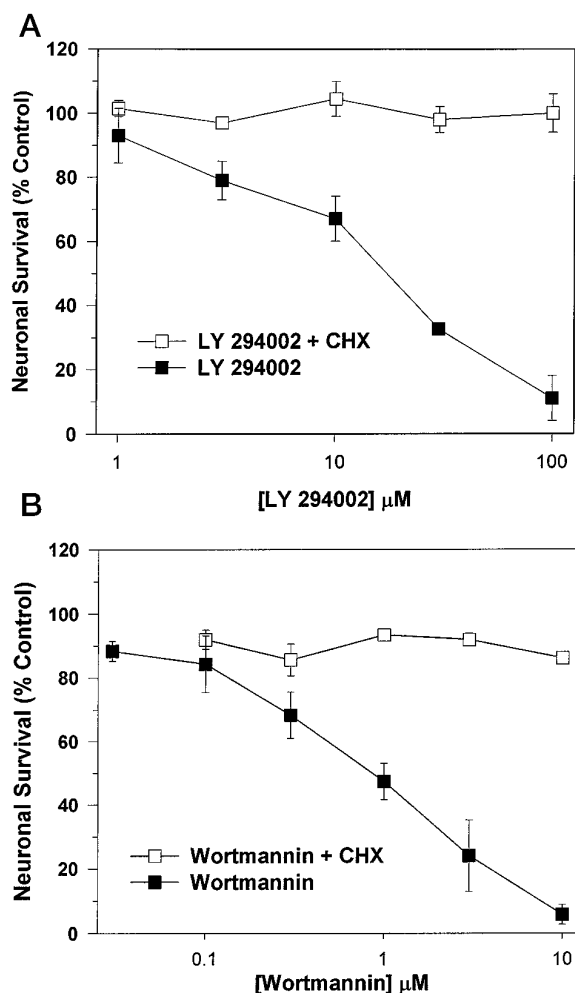 A
Neuronal Survival (% Control)
120
100
80
60
40
20
0
LY 294002 + CHX
LY 294002
1
10
100
[LY 294002] μM
B
Neuronal Survival (% Control)
120
100
80
60
40
20
0
Wortmannin + CHX
Wortmannin
0.1
1
10
[Wortmannin] μM